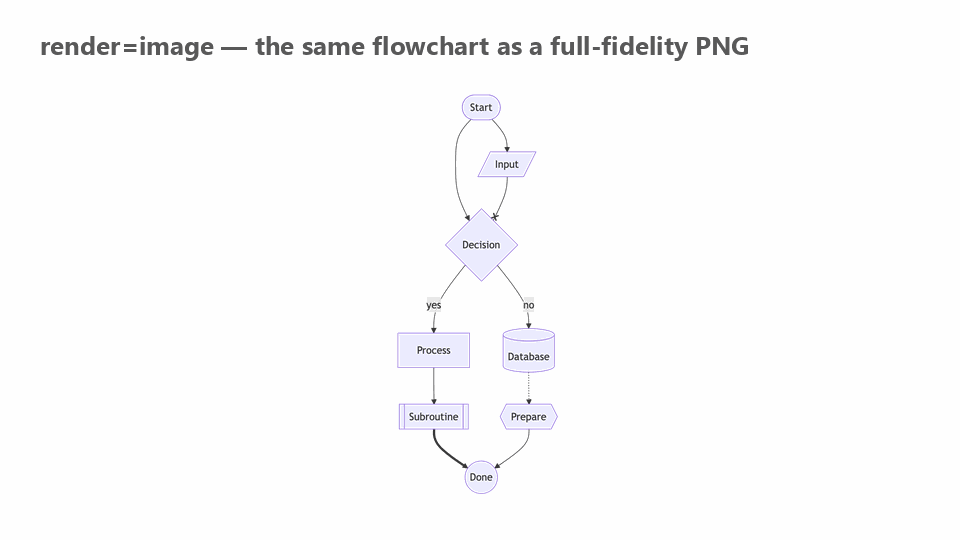 render=image — the same flowchart as a full-fidelity PNG
Start
Input
Decision
yes
no
Process
Database
Subroutine
Prepare
Done